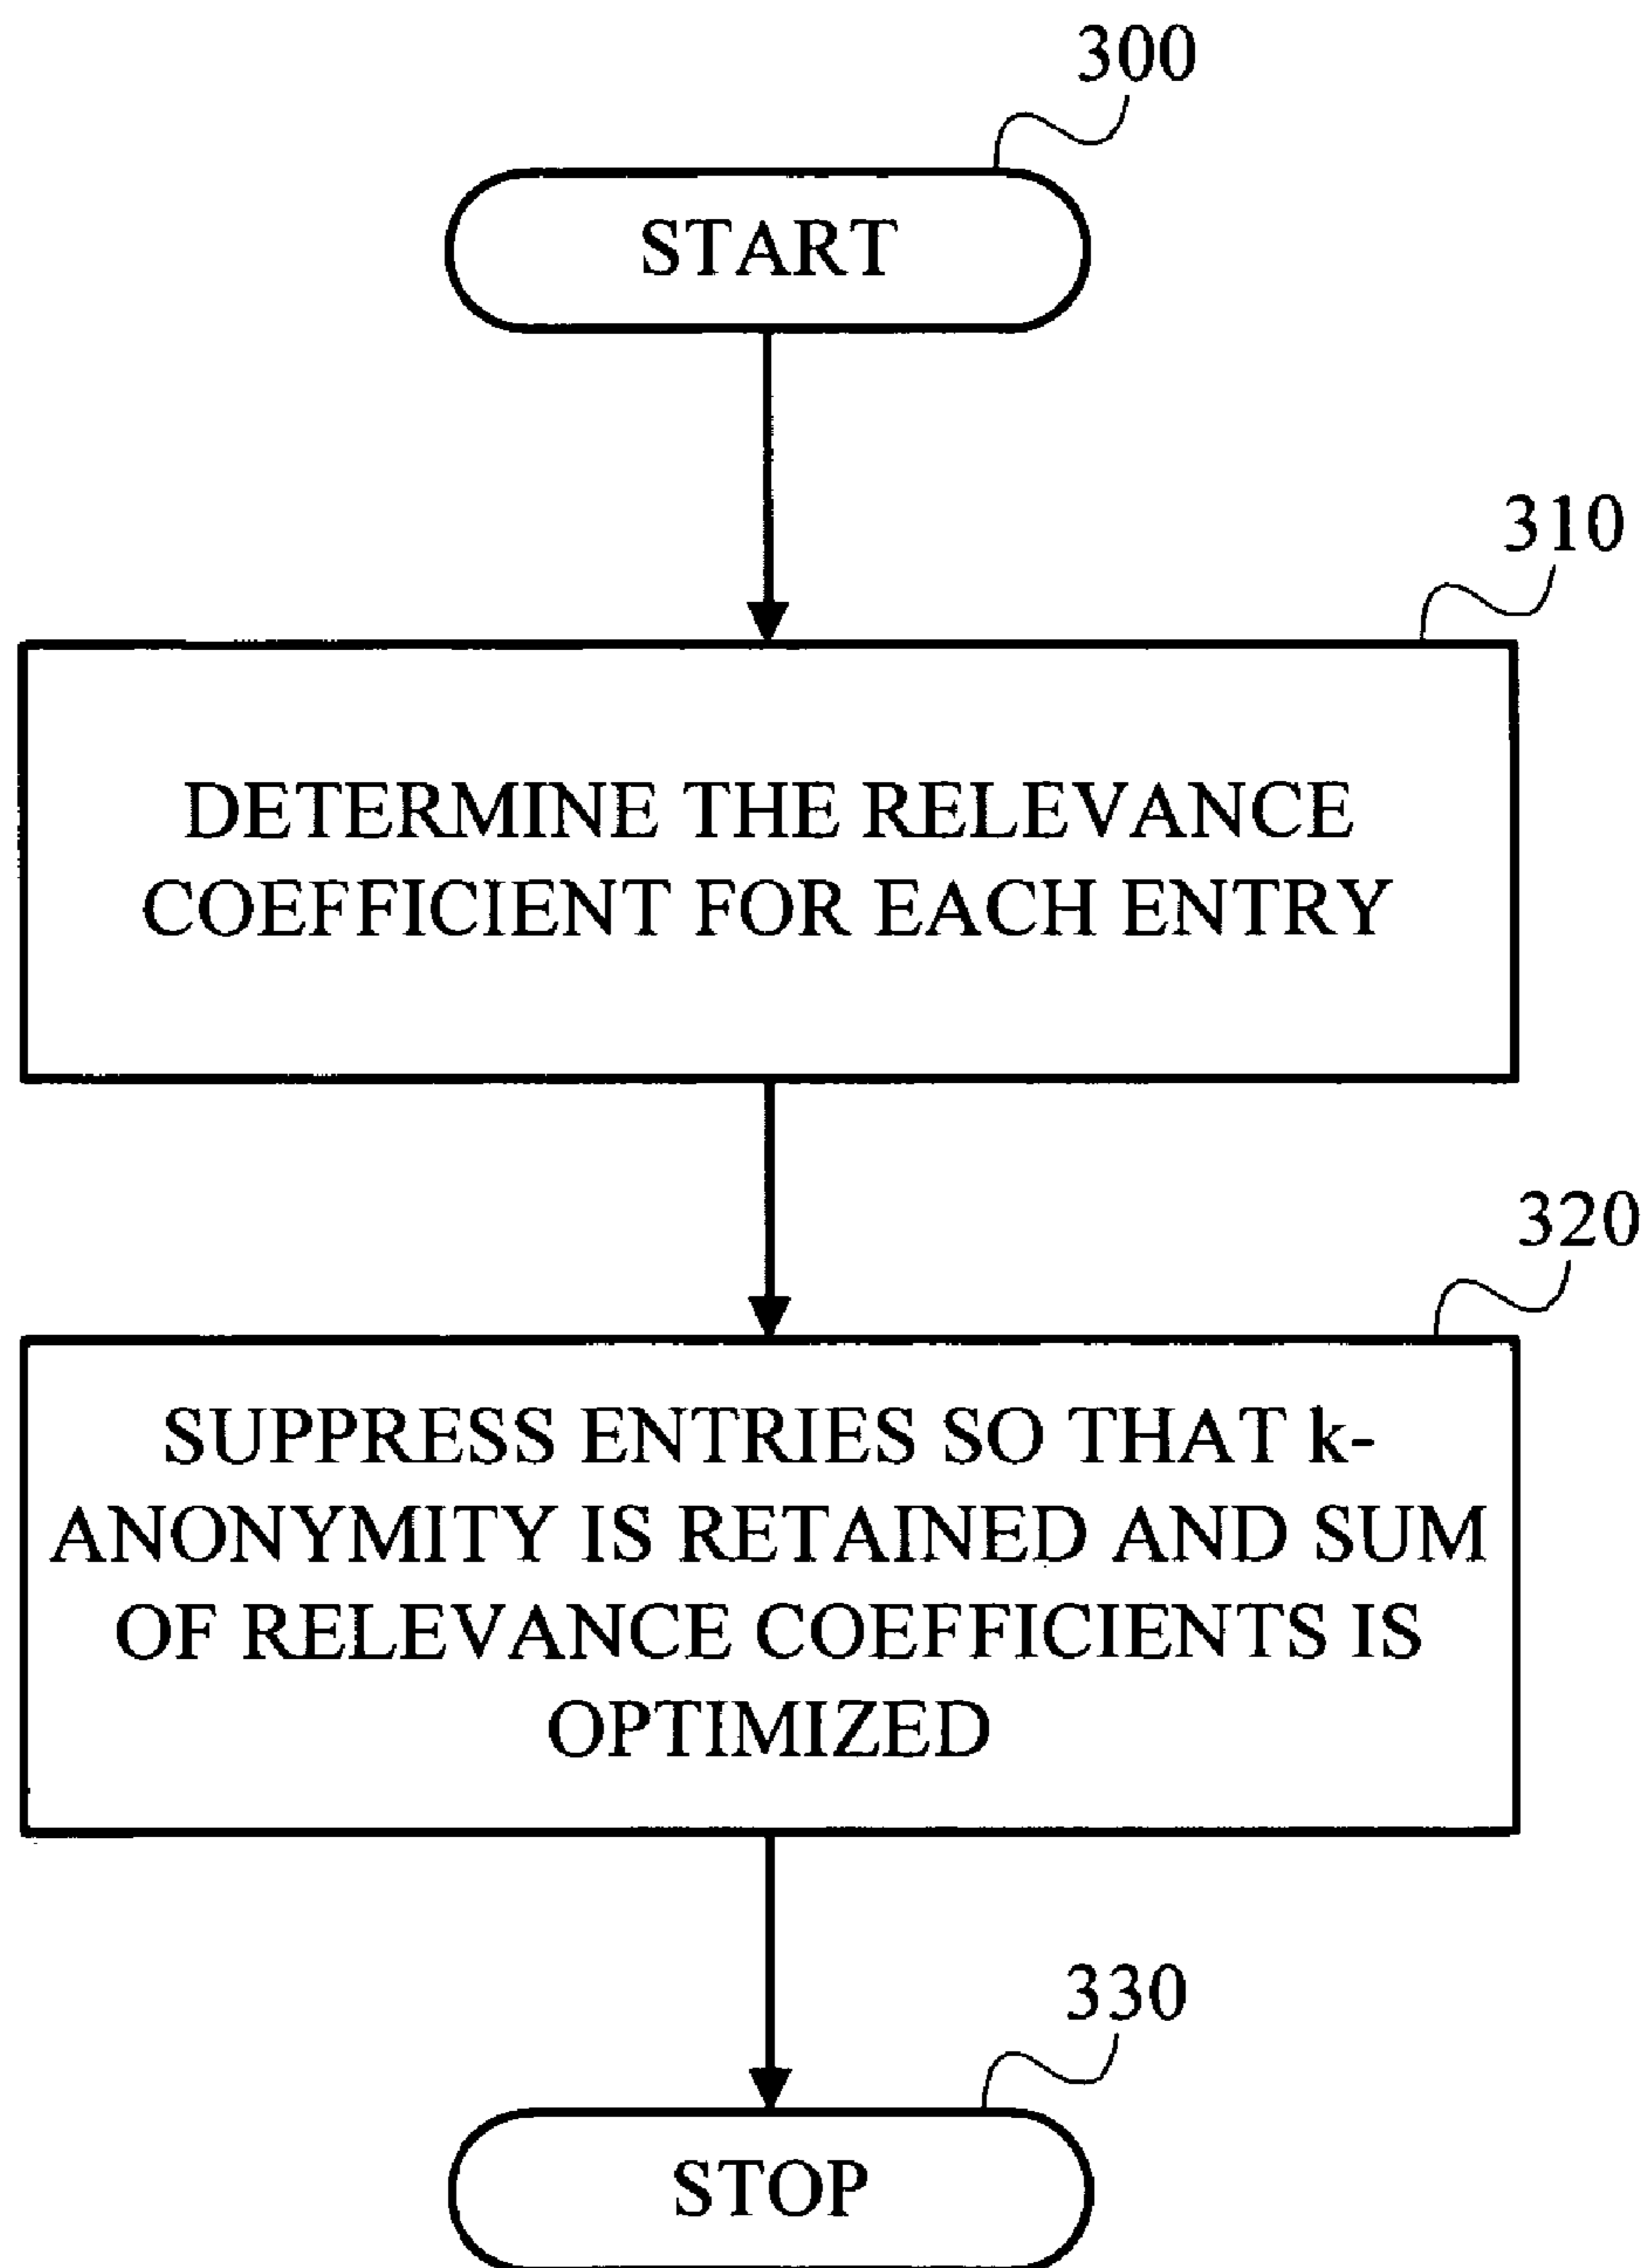 300
START
310
DETERMINE THE RELEVANCE
COEFFICIENT FOR EACH ENTRY
320
SUPPRESS ENTRIES SO THAT k-
ANONYMITY IS RETAINED AND SUM
OF RELEVANCE COEFFICIENTS IS
OPTIMIZED
330
STOP